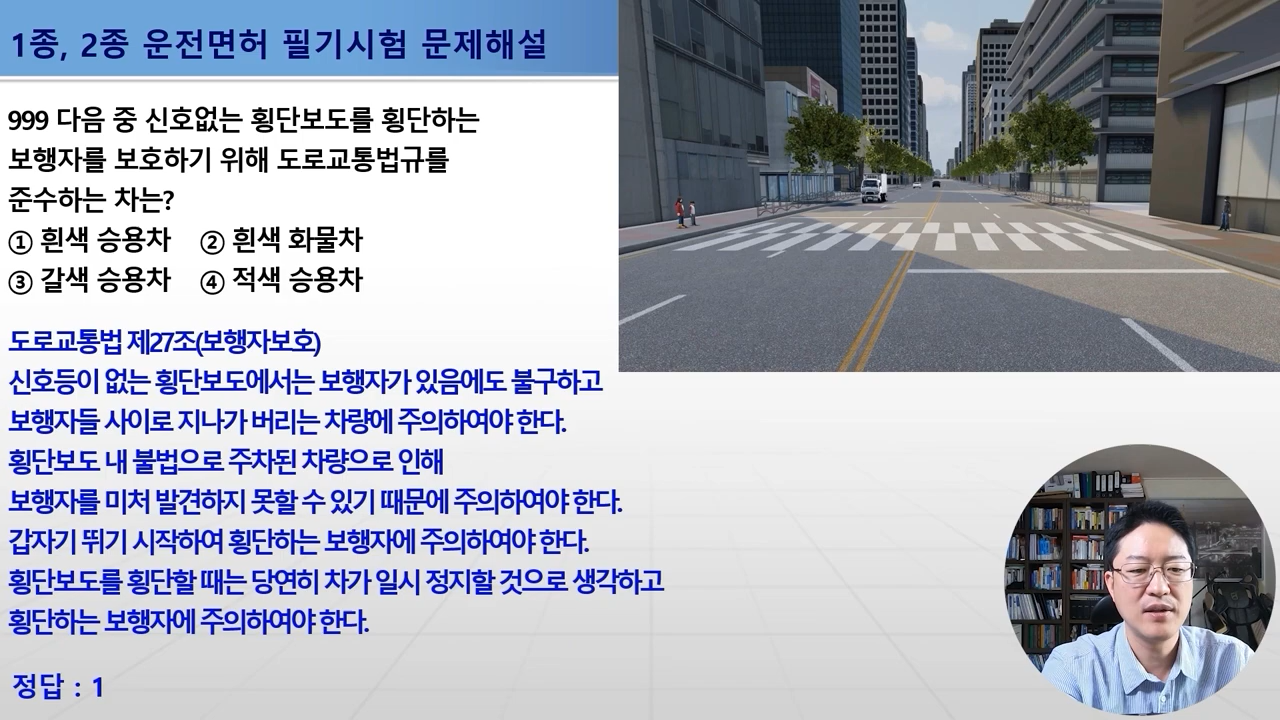 1종, 2종 운전면허 필기시험 문제해설
999 다음 중 신호없는 횡단보도를 횡단하는
보행자를 보호하기 위해 도로교통법규를
준수하는 차는?
① 흰색 승용차 ② 흰색 화물차
③ 갈색 승용차 ④ 적색 승용차
도로교통법 제27조(보행자보호)
신호등이 없는 횡단보도에서는 보행자가 있음에도 불구하고
보행자들 사이로 지나가 버리는 차량에 주의하여야 한다.
횡단보도 내 불법으로 주차된 차량으로 인해
보행자를 미처 발견하지 못할 수 있기 때문에 주의하여야 한다.
갑자기 뛰기 시작하여 횡단하는 보행자에 주의하여야 한다.
횡단보도를 횡단할 때는 당연히 차가 일시 정지할 것으로 생각하고
횡단하는 보행자에 주의하여야 한다.
정답 : 1